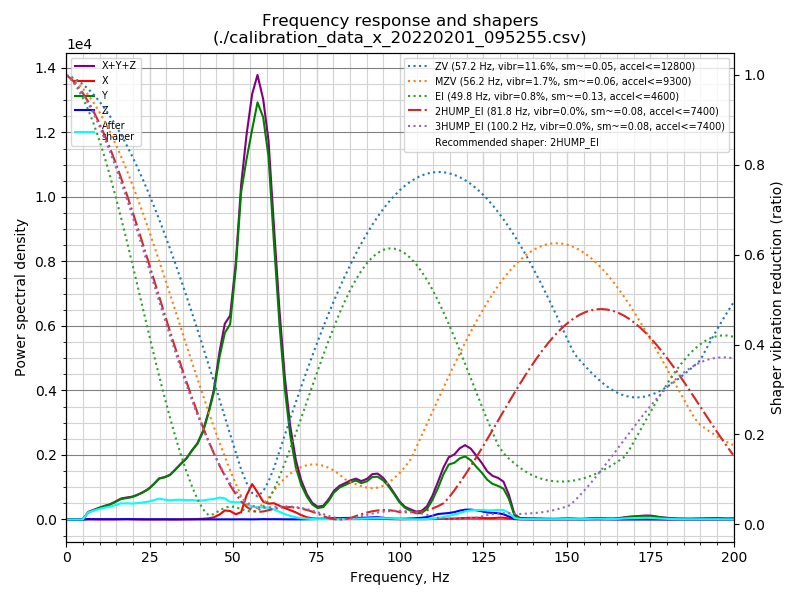 Frequency response and shapers
(./calibration_data_x_20220201_095255.csv)
1e4
X+Y+Z
X
Y
Z
After
shaper
ZV (57.2 Hz, vibr=11.6%, sm~=0.05, accel<=12800)
MZV (56.2 Hz, vibr=1.7%, sm~=0.06, accel<=9300)
EI (49.8 Hz, vibr=0.8%, sm~=0.13, accel<=4600)
2HUMP_EI (81.8 Hz, vibr=0.0%, sm~=0.08, accel<=7400)
3HUMP_EI (100.2 Hz, vibr=0.0%, sm~=0.08, accel<=7400)
Recommended shaper: 2HUMP_EI
Power spectral density
1.4
1.2
1.0
0.8
0.6
0.4
0.2
0.0
1.0
0.8
0.6
0.4
0.2
0.0
Shaper vibration reduction (ratio)
0 25 50 75 100 125 150 175 200
Frequency, Hz